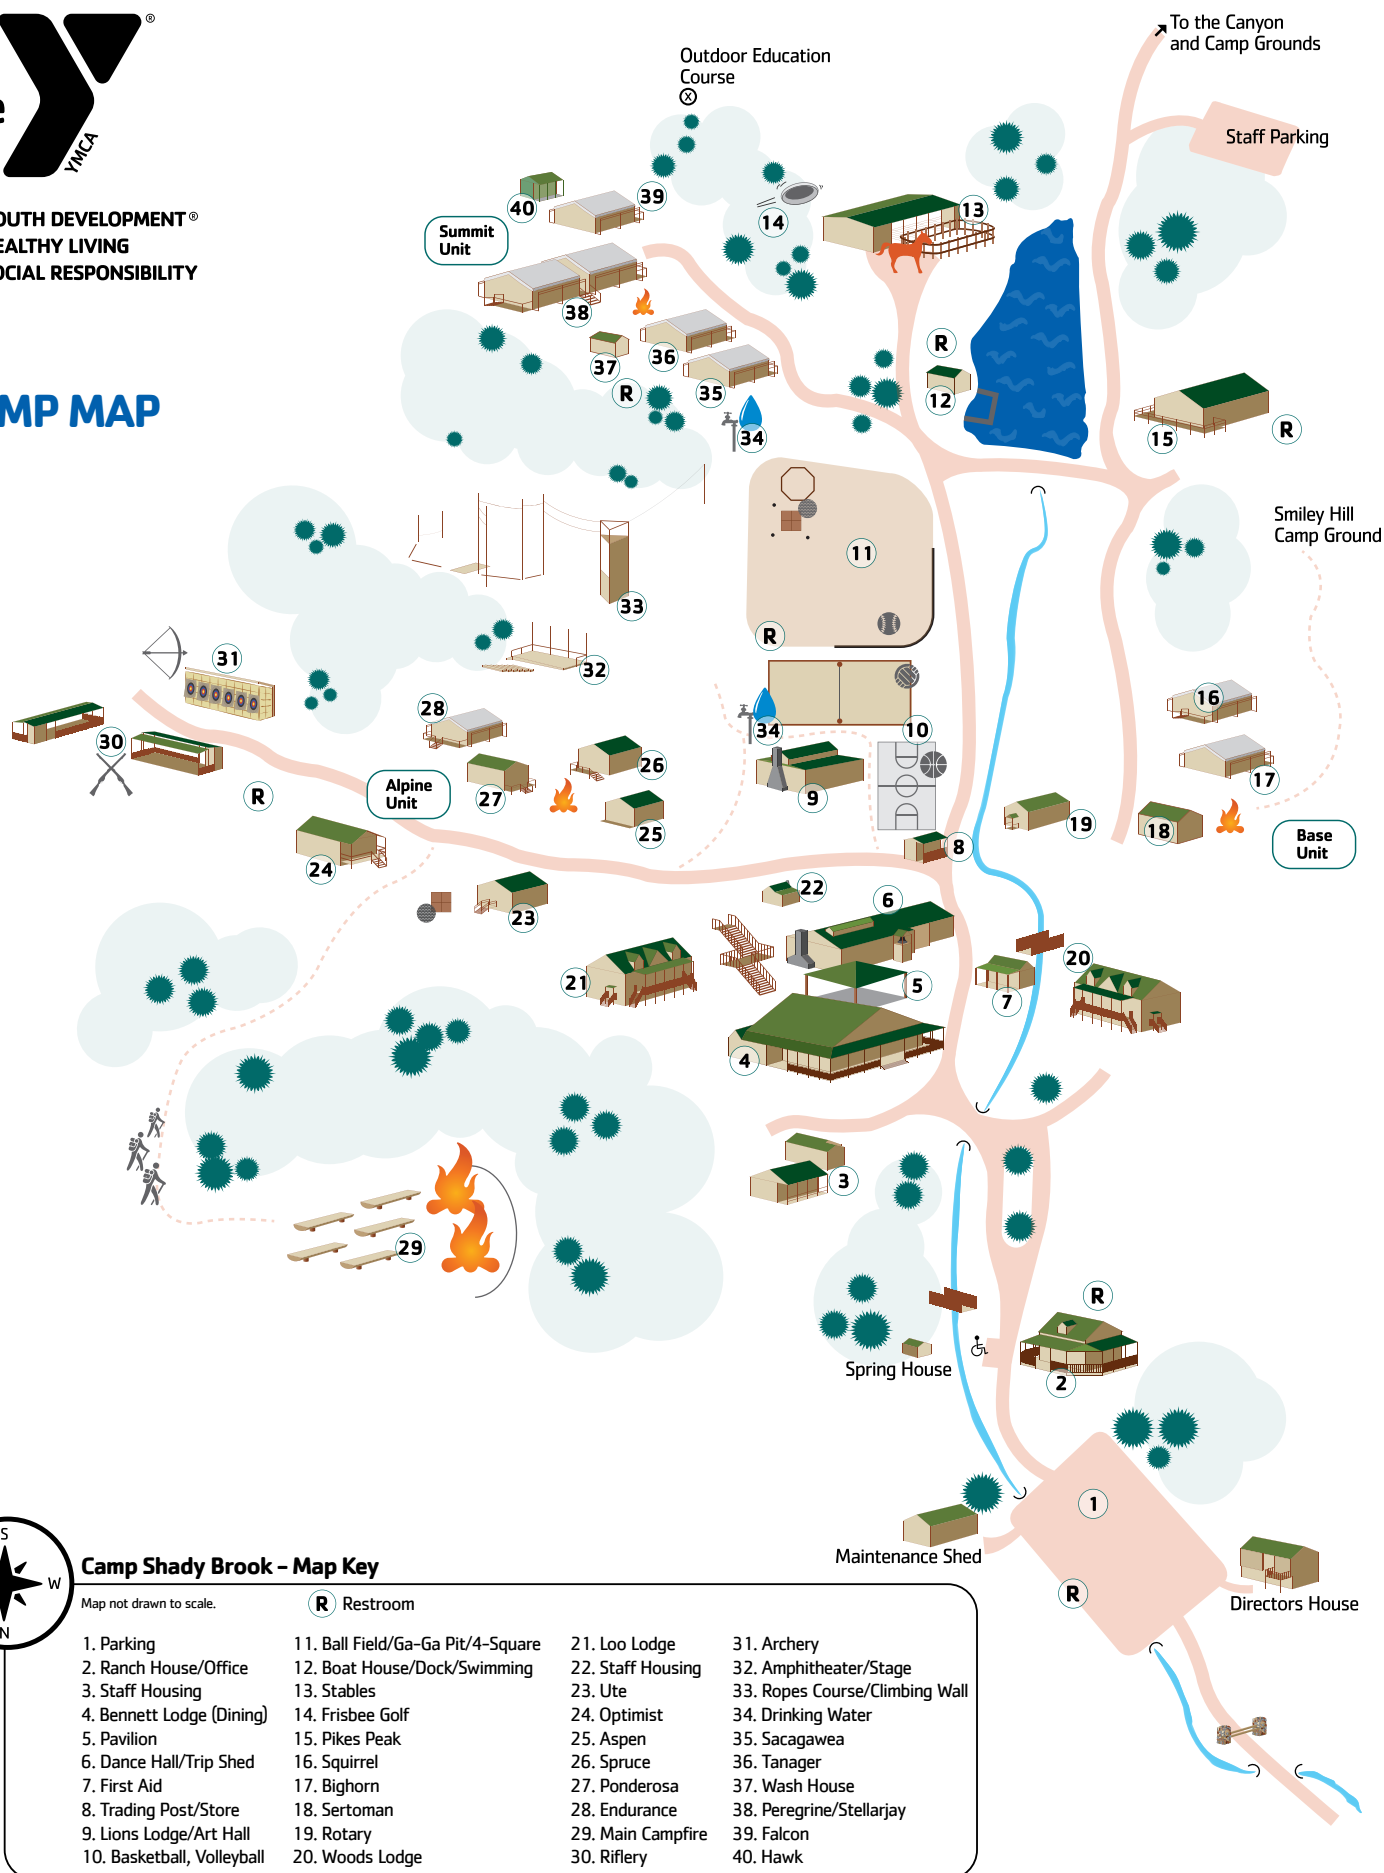 ®
YMCA
OUTH DEVELOPMENT®
EALTHY LIVING
OCIAL RESPONSIBILITY
MP MAP
To the Canyon
and Camp Grounds
Staff Parking
Outdoor Education
Course
X
40
39
14
13
Summit
Unit
38
36
37
R
35
34
R
12
15
R
Smiley Hill
Camp Ground
11
33
R
32
31
28
34
10
16
30
R
Alpine
Unit
27
26
9
17
25
19
18
Base
Unit
24
8
23
22
6
21
5
7
20
4
3
29
R
2
Spring House
1
Maintenance Shed
R
Directors House
S
W
N
Camp Shady Brook - Map Key
Map not drawn to scale.
R Restroom
1. Parking
2. Ranch House/Office
3. Staff Housing
4. Bennett Lodge (Dining)
5. Pavilion
6. Dance Hall/Trip Shed
7. First Aid
8. Trading Post/Store
9. Lions Lodge/Art Hall
10. Basketball, Volleyball
11. Ball Field/Ga-Ga Pit/4-Square
12. Boat House/Dock/Swimming
13. Stables
14. Frisbee Golf
15. Pikes Peak
16. Squirrel
17. Bighorn
18. Sertoman
19. Rotary
20. Woods Lodge
21. Loo Lodge
22. Staff Housing
23. Ute
24. Optimist
25. Aspen
26. Spruce
27. Ponderosa
28. Endurance
29. Main Campfire
30. Riflery
31. Archery
32. Amphitheater/Stage
33. Ropes Course/Climbing Wall
34. Drinking Water
35. Sacagawea
36. Tanager
37. Wash House
38. Peregrine/Stellarjay
39. Falcon
40. Hawk